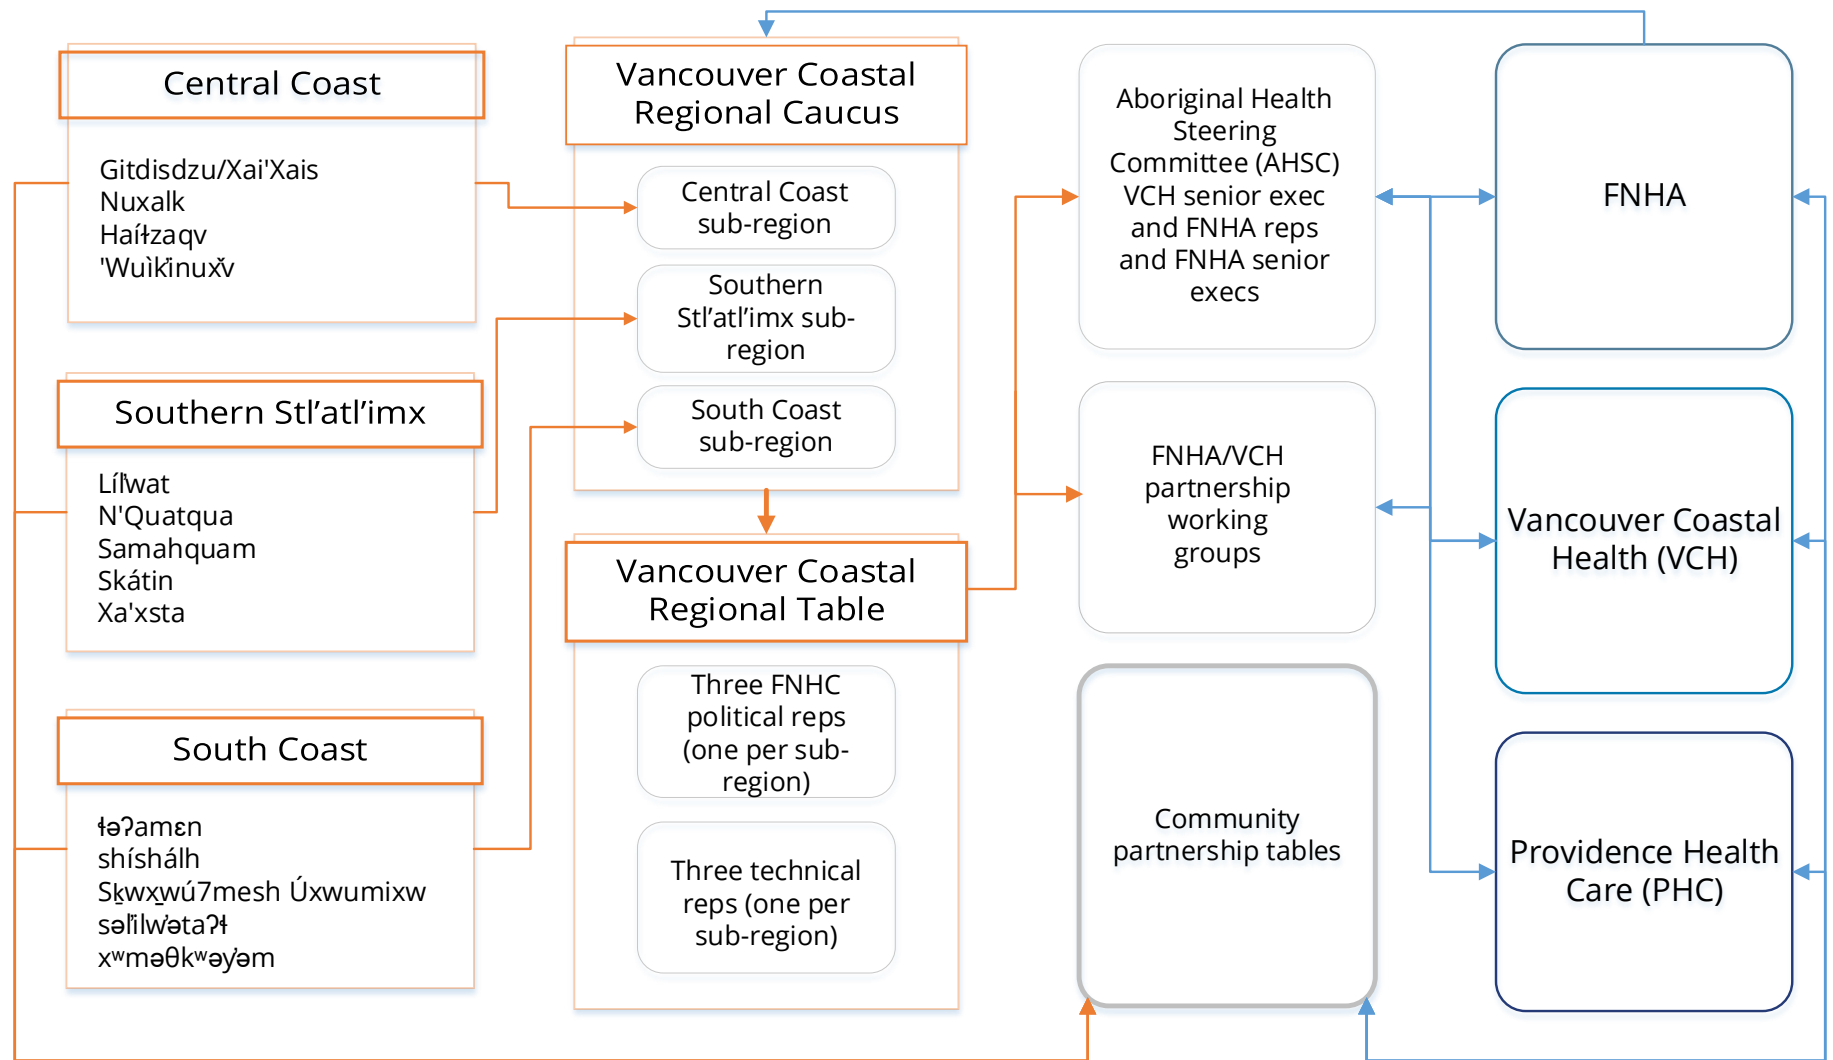 Central Coast
Gitdisdzu/Xai'Xais
Nuxalk
Haíɫzaqv
'Wuìk̓inux̌v
Southern Stl’atl’imx
Líl̓wat
N'Quatqua
Samahquam
Skátin
Xa'xsta
South Coast
ɬəʔamɛn
shíshálh
Sḵwx̱wú7mesh Úxwumixw
səl̓ilw̓ətaʔɬ
xʷməθkʷəy̓əm
Vancouver Coastal
Regional Caucus
Central Coast
sub-region
Southern
Stl’atl’imx sub-
region
South Coast
sub-region
Vancouver Coastal
Regional Table
Three FNHC
political reps
(one per sub-
region)
Three technical
reps (one per
sub-region)
Aboriginal Health
Steering
Committee (AHSC)
VCH senior exec
and FNHA reps
and FNHA senior
execs
FNHA/VCH
partnership
working
groups
Community
partnership tables
FNHA
Vancouver Coastal
Health (VCH)
Providence Health
Care (PHC)